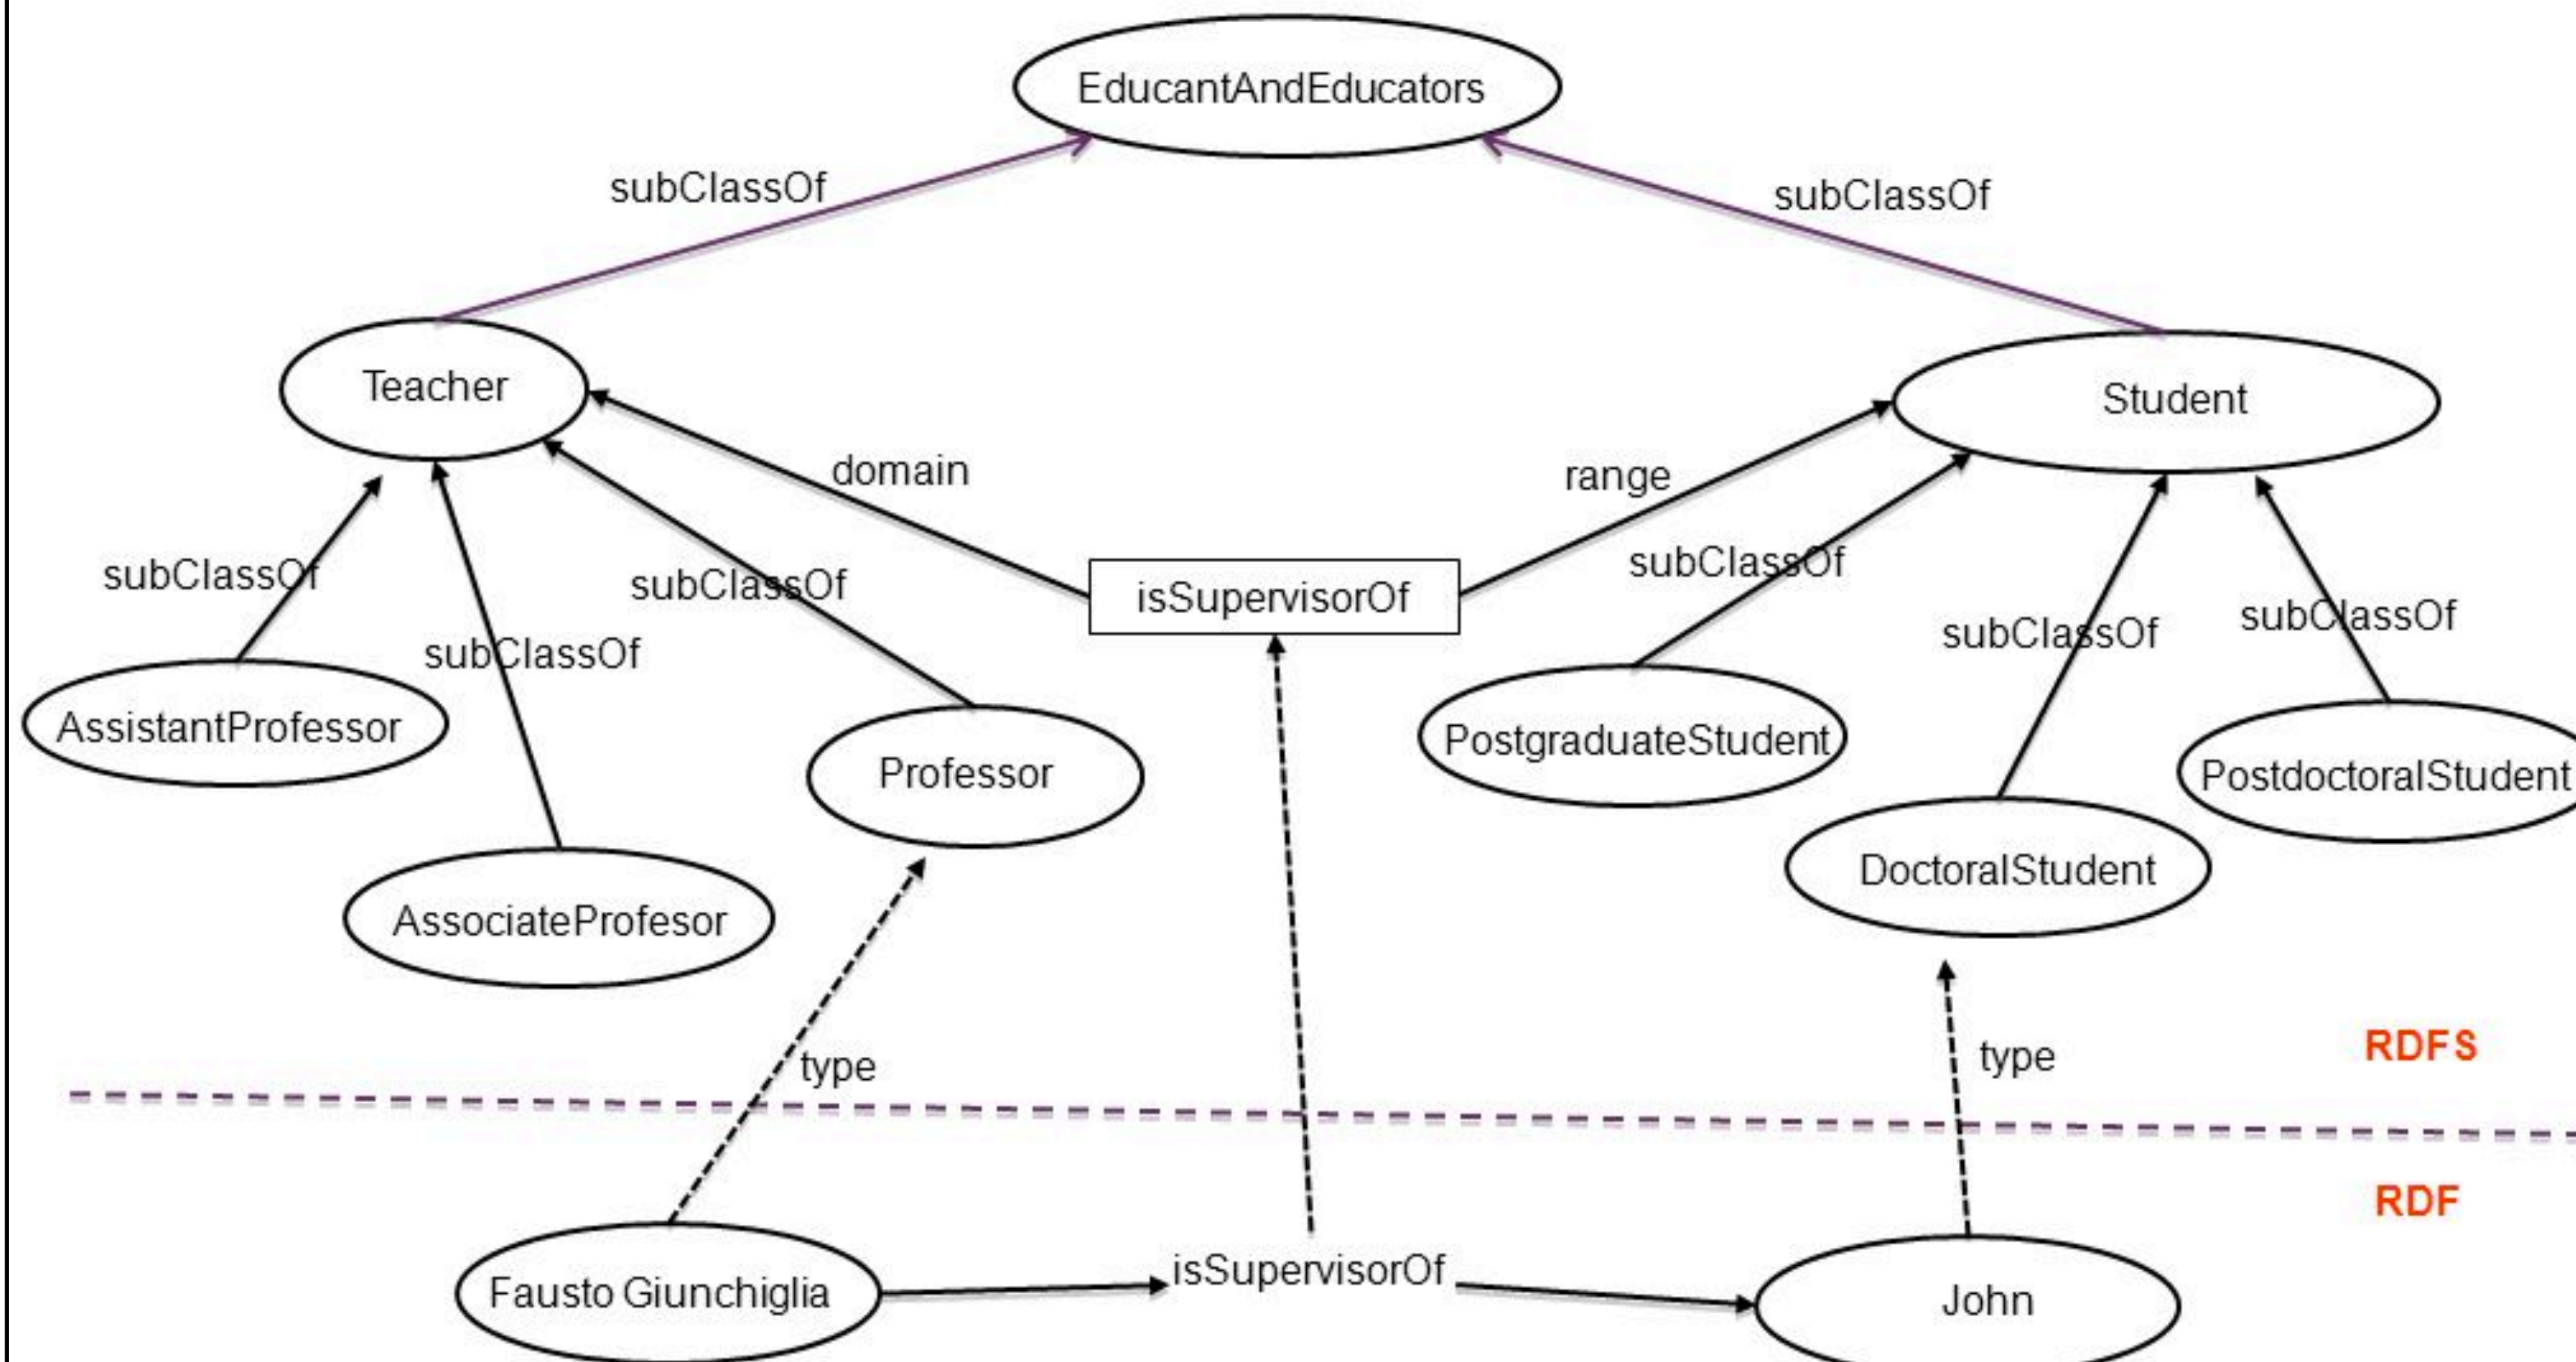 EducantAndEducators
subClassOf
subClassOf
Teacher
Student
domain
range
subClassOf
subClassOf
isSupervisorOf
subClassOf
subClassOf
subClassOf
subClassOf
AssistantProfessor
Professor
PostgraduateStudent
PostdoctoralStudent
AssociateProfesor
DoctoralStudent
type
type
RDFS
RDF
Fausto Giunchiglia
isSupervisorOf
John